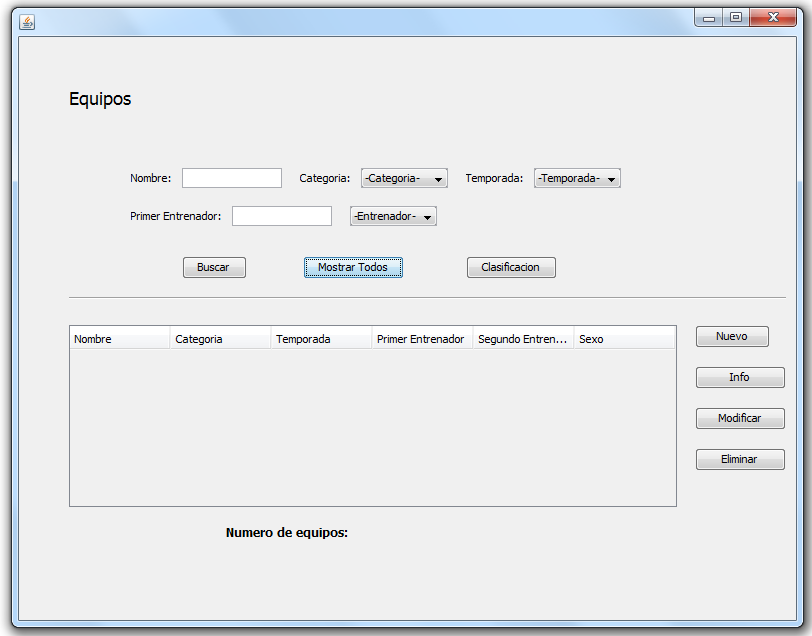 Equipos
Nombre: Categoria: -Categoria- Temporada: -Temporada-
Primer Entrenador: -Entrenador-
Buscar Mostrar Todos Clasificacion
Nombre Categoria Temporada Primer Entrenador Segundo Entren... Sexo
Nuevo
Info
Modificar
Eliminar
Numero de equipos: